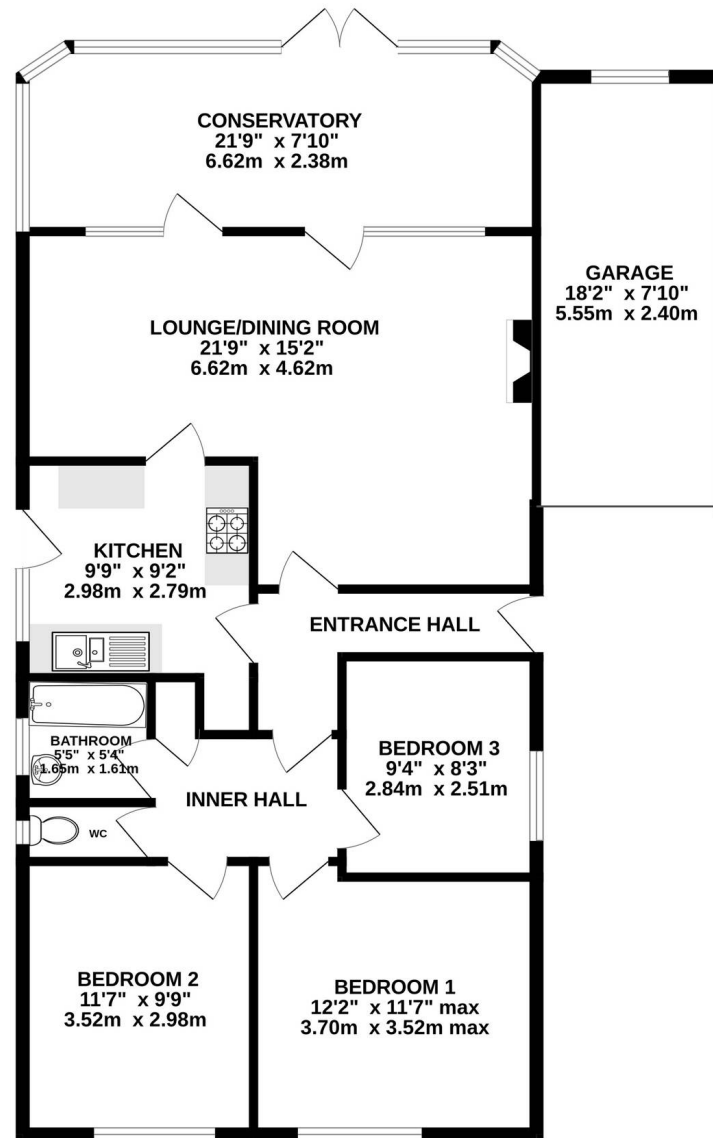 CONSERVATORY
21'9" x 7'10"
6.62m x 2.38m
GARAGE
18'2" x 7'10"
5.55m x 2.40m
LOUNGE/DINING ROOM
21'9" x 15'2"
6.62m x 4.62m
KITCHEN
9'9" x 9'2"
2.98m x 2.79m
ENTRANCE HALL
BATHROOM
5'5" x 5'4"
1.65m x 1.61m
BEDROOM 3
9'4" x 8'3"
2.84m x 2.51m
INNER HALL
WC
BEDROOM 2
11'7" x 9'9"
3.52m x 2.98m
BEDROOM 1
12'2" x 11'7" max
3.70m x 3.52m max